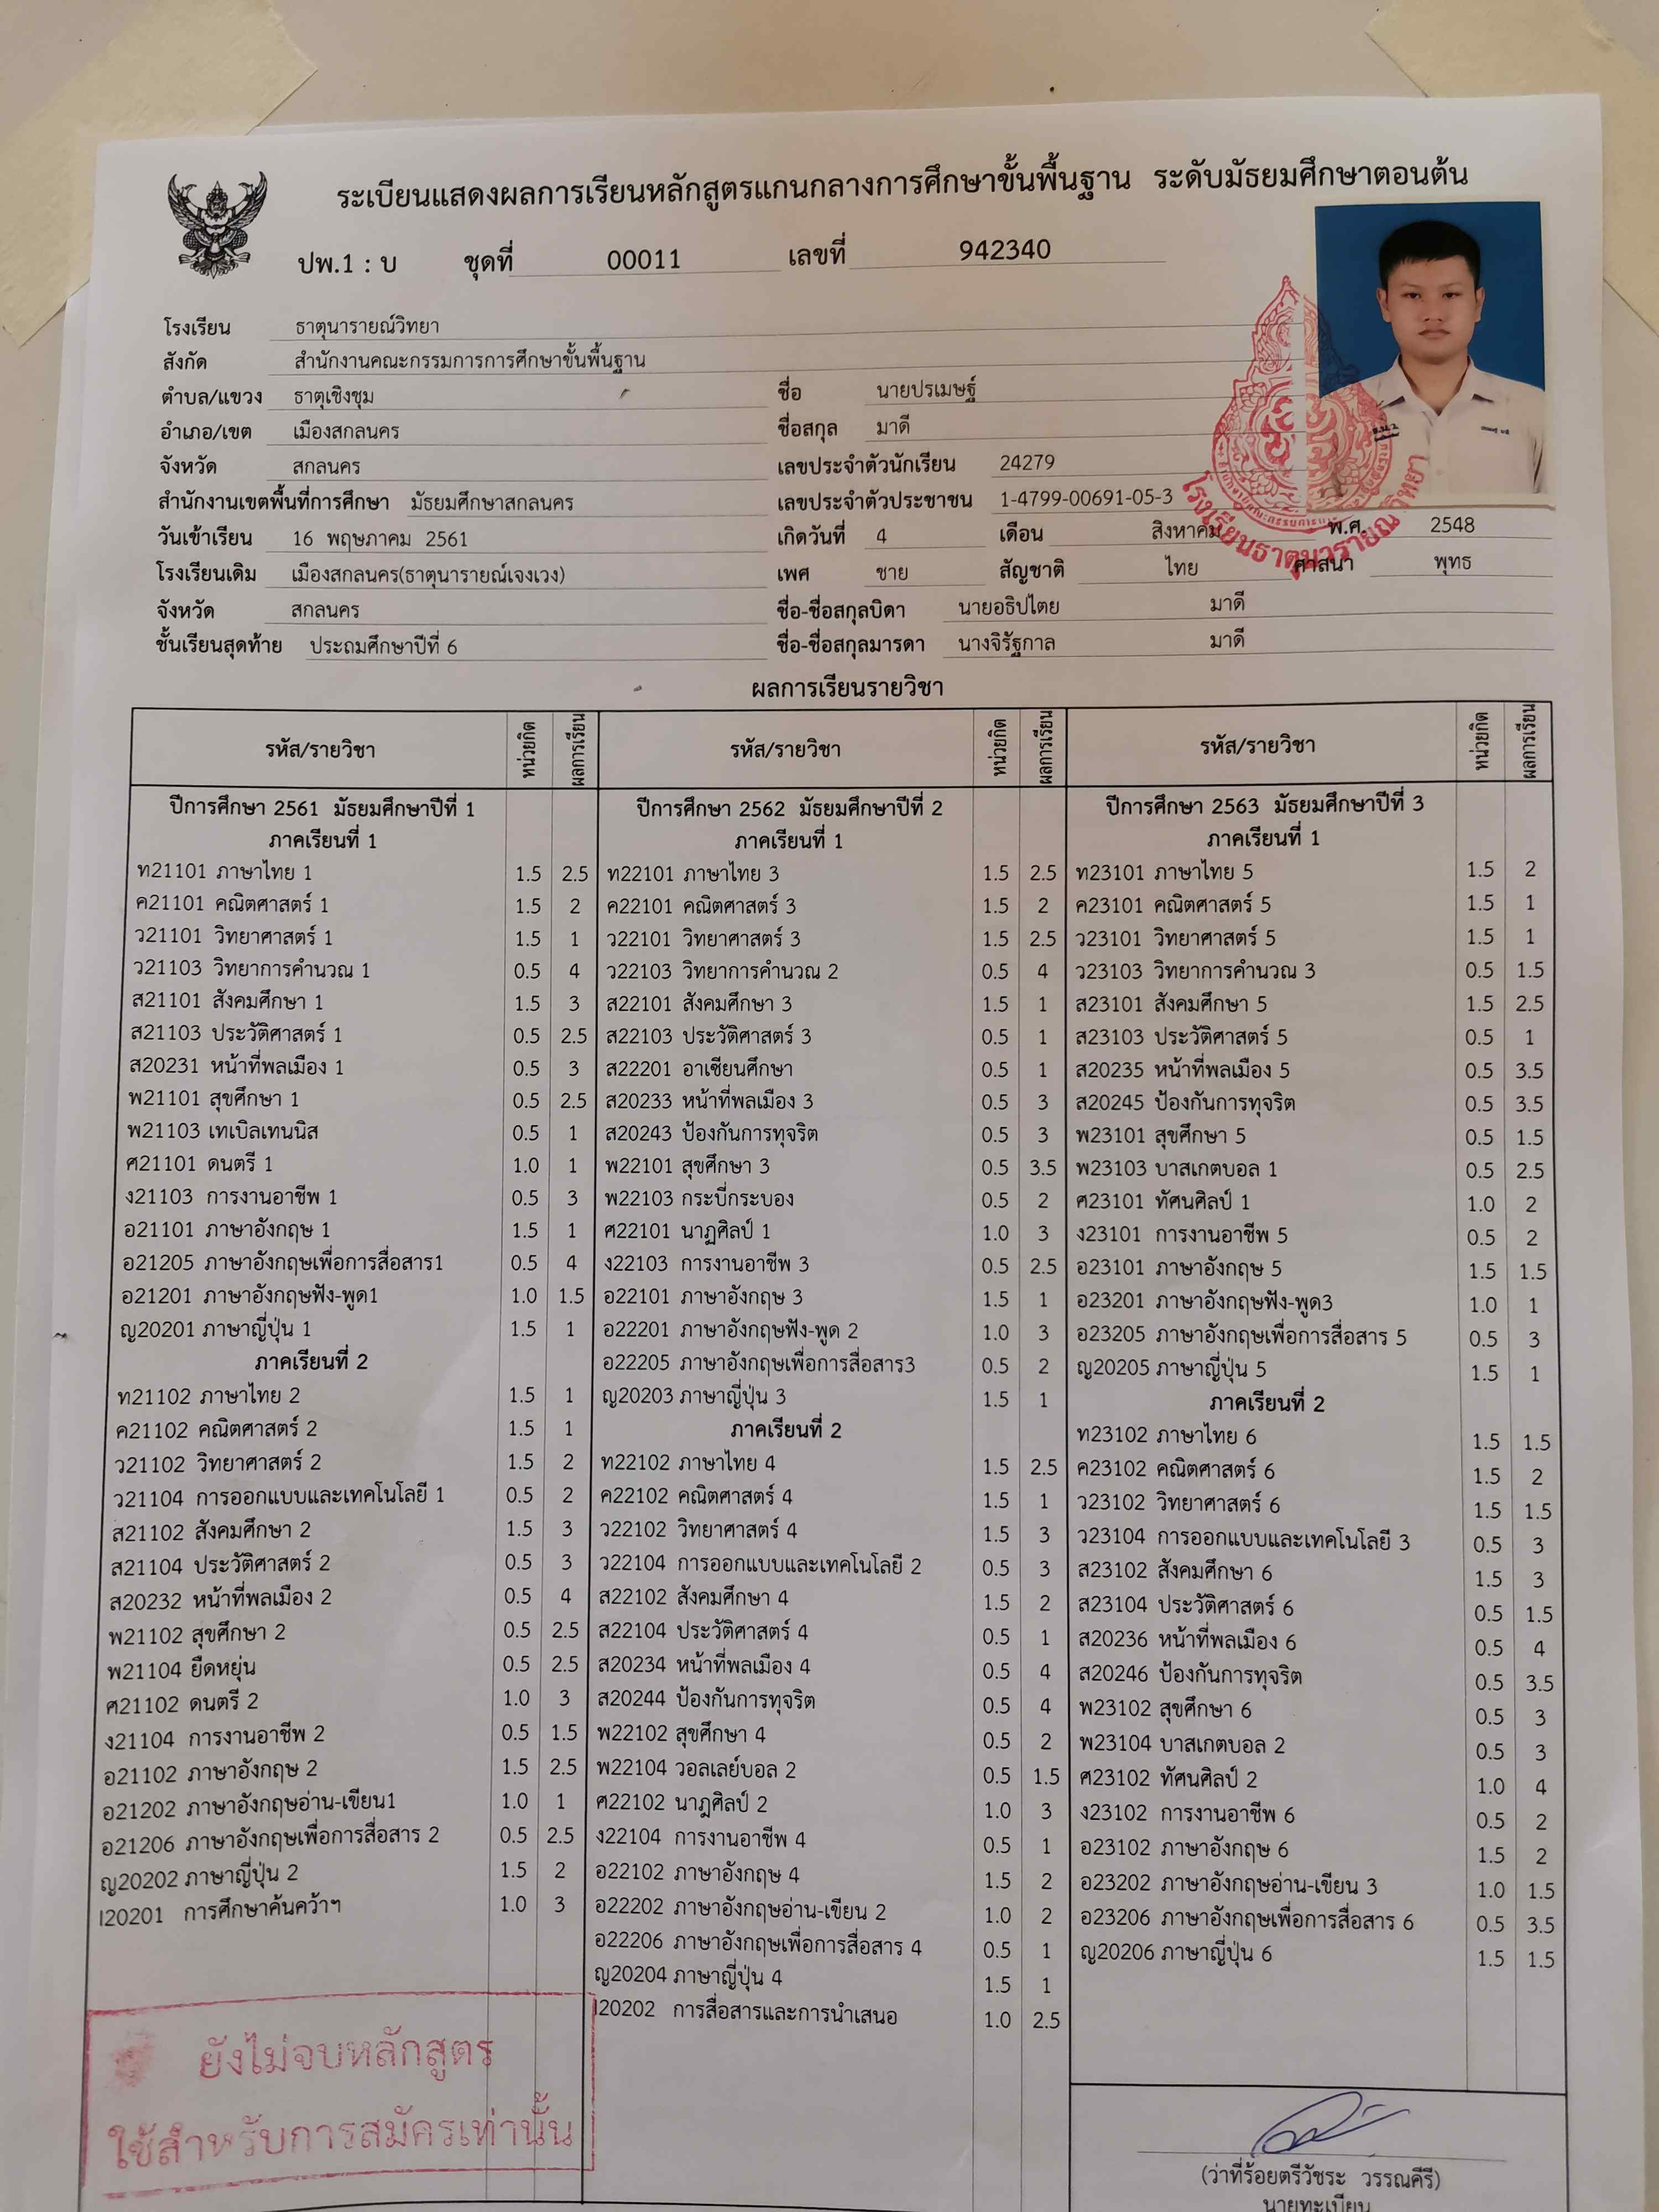 ระเบียนแสดงผลการเรียนหลักสูตรแกนกลางการศึกษาขั้นพื้นฐาน ระดับมัธยมศึกษาตอนต้น
ปพ.1 : บ ชุดที่ 00011 เลขที่ 942340
โรงเรียน ธาตุนารายณ์วิทยา
สังกัด สำนักงานคณะกรรมการการศึกษาขั้นพื้นฐาน
ตำบล/แขวง ธาตุเชิงชุม
อำเภอ/เขต เมืองสกลนคร
จังหวัด สกลนคร
สำนักงานเขตพื้นที่การศึกษา มัธยมศึกษาสกลนคร
วันเข้าเรียน 16 พฤษภาคม 2561
โรงเรียนเดิม เมืองสกลนคร(ธาตุนารายณ์เจงเวง)
จังหวัด สกลนคร
ชั้นเรียนสุดท้าย ประถมศึกษาปีที่ 6
ชื่อ นายปรเมษฐ์
ชื่อสกุล มาดี
เลขประจำตัวนักเรียน 24279
เลขประจำตัวประชาชน 1-4799-00691-05-3
เกิดวันที่ 4 เดือน สิงหาคม พ.ศ. 2548
เพศ ชาย สัญชาติ ไทย ศาสนา พุทธ
ชื่อ-ชื่อสกุลบิดา นายอธิปไตย มาดี
ชื่อ-ชื่อสกุลมารดา นางจิรัฐกาล มาดี
โรงเรียนธาตุนารายณ์วิทยา
ผลการเรียนรายวิชา
รหัส/รายวิชา หน่วยกิต ผลการเรียน
ปีการศึกษา 2561 มัธยมศึกษาปีที่ 1
ภาคเรียนที่ 1
ท21101 ภาษาไทย 1 1.5 2.5
ค21101 คณิตศาสตร์ 1 1.5 2
ว21101 วิทยาศาสตร์ 1 1.5 1
ว21103 วิทยาการคำนวณ 1 0.5 4
ส21101 สังคมศึกษา 1 1.5 3
ส21103 ประวัติศาสตร์ 1 0.5 2.5
ส20231 หน้าที่พลเมือง 1 0.5 3
พ21101 สุขศึกษา 1 0.5 2.5
พ21103 เทเบิลเทนนิส 0.5 1
ศ21101 ดนตรี 1 1.0 1
ง21103 การงานอาชีพ 1 0.5 3
อ21101 ภาษาอังกฤษ 1 1.5 1
อ21205 ภาษาอังกฤษเพื่อการสื่อสาร1 0.5 4
อ21201 ภาษาอังกฤษฟัง-พูด1 1.0 1.5
ญ20201 ภาษาญี่ปุ่น 1 1.5 1
ภาคเรียนที่ 2
ท21102 ภาษาไทย 2 1.5 1
ค21102 คณิตศาสตร์ 2 1.5 1
ว21102 วิทยาศาสตร์ 2 1.5 2
ว21104 การออกแบบและเทคโนโลยี 1 0.5 2
ส21102 สังคมศึกษา 2 1.5 3
ส21104 ประวัติศาสตร์ 2 0.5 3
ส20232 หน้าที่พลเมือง 2 0.5 4
พ21102 สุขศึกษา 2 0.5 2.5
พ21104 ยืดหยุ่น 0.5 2.5
ศ21102 ดนตรี 2 1.0 3
ง21104 การงานอาชีพ 2 0.5 1.5
อ21102 ภาษาอังกฤษ 2 1.5 2.5
อ21202 ภาษาอังกฤษอ่าน-เขียน1 1.0 1
อ21206 ภาษาอังกฤษเพื่อการสื่อสาร 2 0.5 2.5
ญ20202 ภาษาญี่ปุ่น 2 1.5 2
I20201 การศึกษาค้นคว้าฯ 1.0 3
ยังไม่จบหลักสูตร
ใช้สำหรับการสมัครเท่านั้น
รหัส/รายวิชา หน่วยกิต ผลการเรียน
ปีการศึกษา 2562 มัธยมศึกษาปีที่ 2
ภาคเรียนที่ 1
ท22101 ภาษาไทย 3 1.5 2.5
ค22101 คณิตศาสตร์ 3 1.5 2
ว22101 วิทยาศาสตร์ 3 1.5 2.5
ว22103 วิทยาการคำนวณ 2 0.5 4
ส22101 สังคมศึกษา 3 1.5 1
ส22103 ประวัติศาสตร์ 3 0.5 1
ส22201 อาเซียนศึกษา 0.5 1
ส20233 หน้าที่พลเมือง 3 0.5 3
ส20243 ป้องกันการทุจริต 0.5 3
พ22101 สุขศึกษา 3 0.5 3.5
พ22103 กระบี่กระบอง 0.5 2
ศ22101 นาฏศิลป์ 1 1.0 3
ง22103 การงานอาชีพ 3 0.5 2.5
อ22101 ภาษาอังกฤษ 3 1.5 1
อ22201 ภาษาอังกฤษฟัง-พูด 2 1.0 3
อ22205 ภาษาอังกฤษเพื่อการสื่อสาร3 0.5 2
ญ20203 ภาษาญี่ปุ่น 3 1.5 1
ภาคเรียนที่ 2
ท22102 ภาษาไทย 4 1.5 2.5
ค22102 คณิตศาสตร์ 4 1.5 1
ว22102 วิทยาศาสตร์ 4 1.5 3
ว22104 การออกแบบและเทคโนโลยี 2 0.5 3
ส22102 สังคมศึกษา 4 1.5 2
ส22104 ประวัติศาสตร์ 4 0.5 1
ส20234 หน้าที่พลเมือง 4 0.5 4
ส20244 ป้องกันการทุจริต 0.5 4
พ22102 สุขศึกษา 4 0.5 2
พ22104 วอลเลย์บอล 2 0.5 1.5
ศ22102 นาฏศิลป์ 2 1.0 3
ง22104 การงานอาชีพ 4 0.5 1
อ22102 ภาษาอังกฤษ 4 1.5 2
อ22202 ภาษาอังกฤษอ่าน-เขียน 2 1.0 2
อ22206 ภาษาอังกฤษเพื่อการสื่อสาร 4 0.5 1
ญ20204 ภาษาญี่ปุ่น 4 1.5 1
I20202 การสื่อสารและการนำเสนอ 1.0 2.5
รหัส/รายวิชา หน่วยกิต ผลการเรียน
ปีการศึกษา 2563 มัธยมศึกษาปีที่ 3
ภาคเรียนที่ 1
ท23101 ภาษาไทย 5 1.5 2
ค23101 คณิตศาสตร์ 5 1.5 1
ว23101 วิทยาศาสตร์ 5 1.5 1
ว23103 วิทยาการคำนวณ 3 0.5 1.5
ส23101 สังคมศึกษา 5 1.5 2.5
ส23103 ประวัติศาสตร์ 5 0.5 1
ส20235 หน้าที่พลเมือง 5 0.5 3.5
ส20245 ป้องกันการทุจริต 0.5 3.5
พ23101 สุขศึกษา 5 0.5 1.5
พ23103 บาสเกตบอล 1 0.5 2.5
ศ23101 ทัศนศิลป์ 1 1.0 2
ง23101 การงานอาชีพ 5 0.5 2
อ23101 ภาษาอังกฤษ 5 1.5 1.5
อ23201 ภาษาอังกฤษฟัง-พูด3 1.0 1
อ23205 ภาษาอังกฤษเพื่อการสื่อสาร 5 0.5 3
ญ20205 ภาษาญี่ปุ่น 5 1.5 1
ภาคเรียนที่ 2
ท23102 ภาษาไทย 6 1.5 1.5
ค23102 คณิตศาสตร์ 6 1.5 2
ว23102 วิทยาศาสตร์ 6 1.5 1.5
ว23104 การออกแบบและเทคโนโลยี 3 0.5 3
ส23102 สังคมศึกษา 6 1.5 3
ส23104 ประวัติศาสตร์ 6 0.5 1.5
ส20236 หน้าที่พลเมือง 6 0.5 4
ส20246 ป้องกันการทุจริต 0.5 3.5
พ23102 สุขศึกษา 6 0.5 3
พ23104 บาสเกตบอล 2 0.5 3
ศ23102 ทัศนศิลป์ 2 1.0 4
ง23102 การงานอาชีพ 6 0.5 2
อ23102 ภาษาอังกฤษ 6 1.5 2
อ23202 ภาษาอังกฤษอ่าน-เขียน 3 1.0 1.5
อ23206 ภาษาอังกฤษเพื่อการสื่อสาร 6 0.5 3.5
ญ20206 ภาษาญี่ปุ่น 6 1.5 1.5
(ว่าที่ร้อยตรีวัชระ วรรณคีรี)
นายทะเบียน